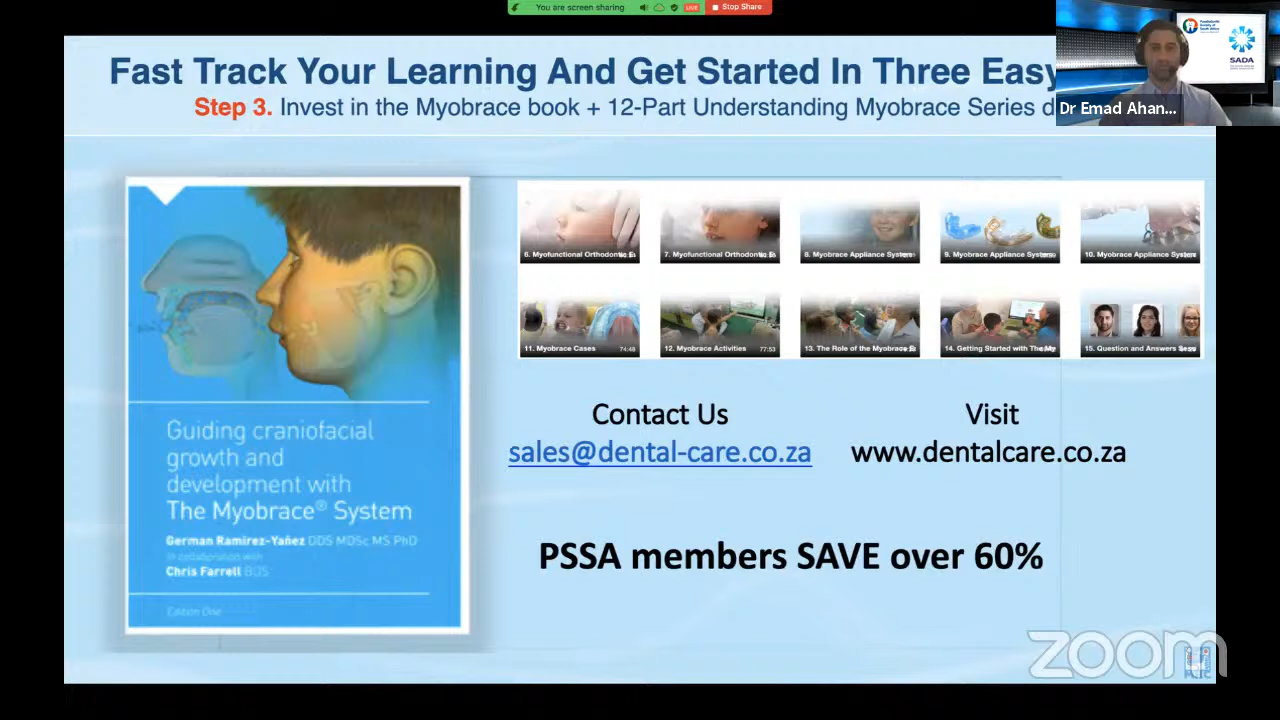 You are screen sharing
LIVE
Stop Share
SADA
Dr Emad Ahan...
Fast Track Your Learning And Get Started In Three Easy
Step 3. Invest in the Myobrace book + 12-Part Understanding Myobrace Series d
6. Myofunctional Orthodontic
7. Myofunctional Orthodontic
8. Myobrace Appliance System
9. Myobrace Appliance System
10. Myobrace Appliance System
11. Myobrace Cases 74:48
12. Myobrace Activities 77:53
13. The Role of the Myobrace
14. Getting Started with The
15. Question and Answers
Guiding craniofacial
growth and
development with
The Myobrace® System
German Ramirez-Yañez DDS MDSc MS PhD
in collaboration with
Chris Farrell BDS
Edition One
Contact Us
sales@dental-care.co.za
Visit
www.dentalcare.co.za
PSSA members SAVE over 60%
zoom